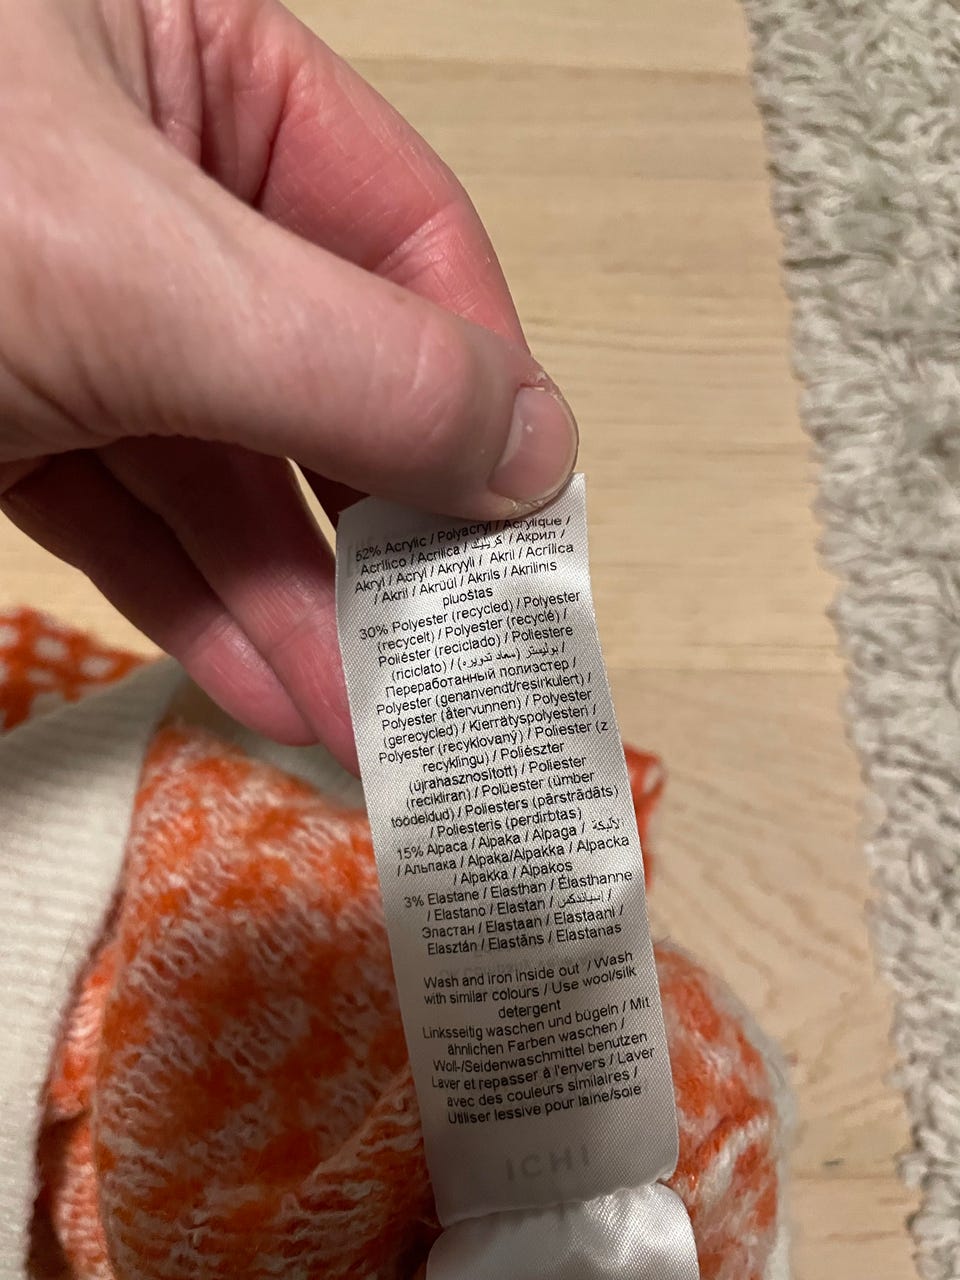 52% Acrylic / Polyacryl / Acrylique /
Acrílico / Acrilica / أكريليك / Акрил /
Akryl / Acryl / Akryyli / Akril / Acrílica
/ Akril / Akrüül / Akrils / Akrilinis
pluoštas
30% Polyester (recycled) / Polyester
(recycelt) / Polyester (recyclé) /
Poliéster (reciclado) / Poliestere
(riciclato) / بوليستر (معاد تدويره) /
Переработанный полиэстер /
Polyester (genanvendt/resirkulert) /
Polyester (återvunnen) / Polyester
(gerecycled) / Kierrätyspolyesteri /
Polyester (recyklovaný) / Poliester (z
recyklingu) / Poliészter
(újrahasznosított) / Poliester
(recikliran) / Polüester (ümber
töödeldud) / Poliesters (pārstrādāts)
/ Poliesteris (perdirbtas)
15% Alpaca / Alpaka / Alpaga /
/ Альпака / Alpaka/Alpakka / Alpacka
/ Alpakka / Alpakos
3% Elastane / Elasthan / Élasthanne
/ Elastano / Elastan /
Эластан / Elastaan / Elastaani /
Elasztán / Elastāns / Elastanas
Wash and iron inside out / Wash
with similar colours / Use wool/silk
detergent
Linksseitig waschen und bügeln / Mit
ähnlichen Farben waschen /
Woll-/Seidenwaschmittel benutzen
Laver et repasser à l'envers / Laver
avec des couleurs similaires /
Utiliser lessive pour laine/soie
ICHI